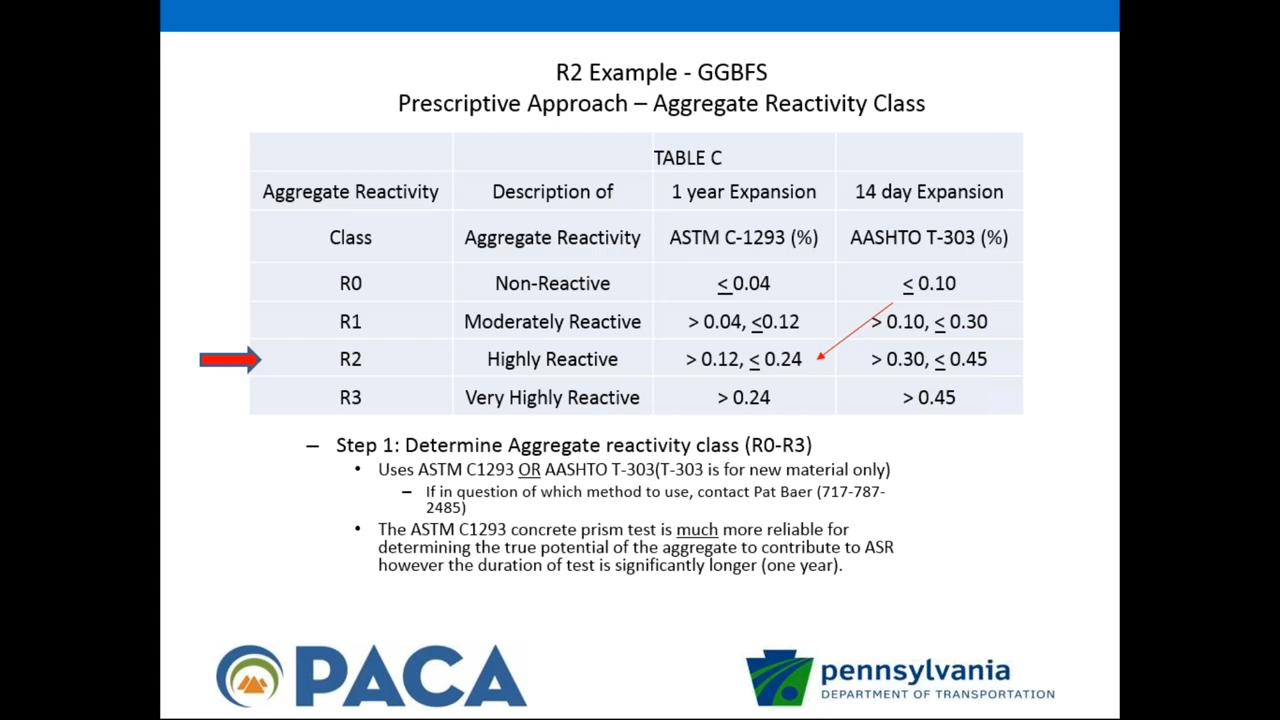 R2 Example - GGBFS
Prescriptive Approach – Aggregate Reactivity Class
TABLE C
Aggregate Reactivity Description of 1 year Expansion 14 day Expansion
Class Aggregate Reactivity ASTM C-1293 (%) AASHTO T-303 (%)
R0 Non-Reactive ≤ 0.04 ≤ 0.10
R1 Moderately Reactive > 0.04, ≤0.12 > 0.10, ≤ 0.30
R2 Highly Reactive > 0.12, ≤ 0.24 > 0.30, ≤ 0.45
R3 Very Highly Reactive > 0.24 > 0.45
– Step 1: Determine Aggregate reactivity class (R0-R3)
• Uses ASTM C1293 OR AASHTO T-303(T-303 is for new material only)
– If in question of which method to use, contact Pat Baer (717-787-
2485)
• The ASTM C1293 concrete prism test is much more reliable for
determining the true potential of the aggregate to contribute to ASR
however the duration of test is significantly longer (one year).
PACA
pennsylvania
DEPARTMENT OF TRANSPORTATION